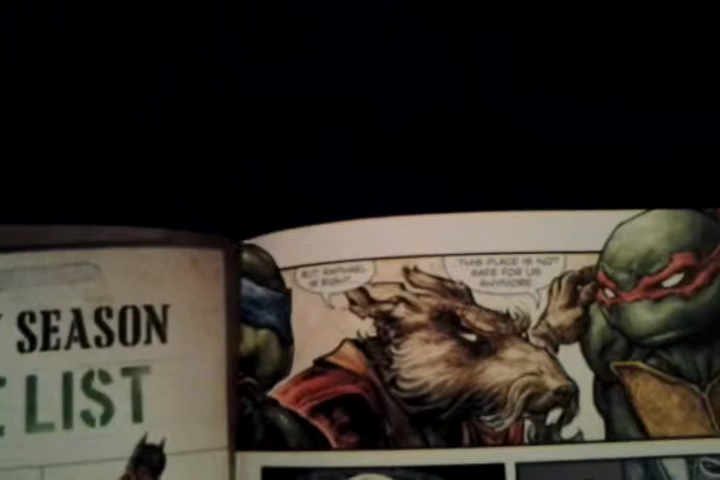 SEASON
LIST
BUT RAPHAEL
IS RIGHT.
THIS PLACE IS NOT
SAFE FOR US
ANYMORE.